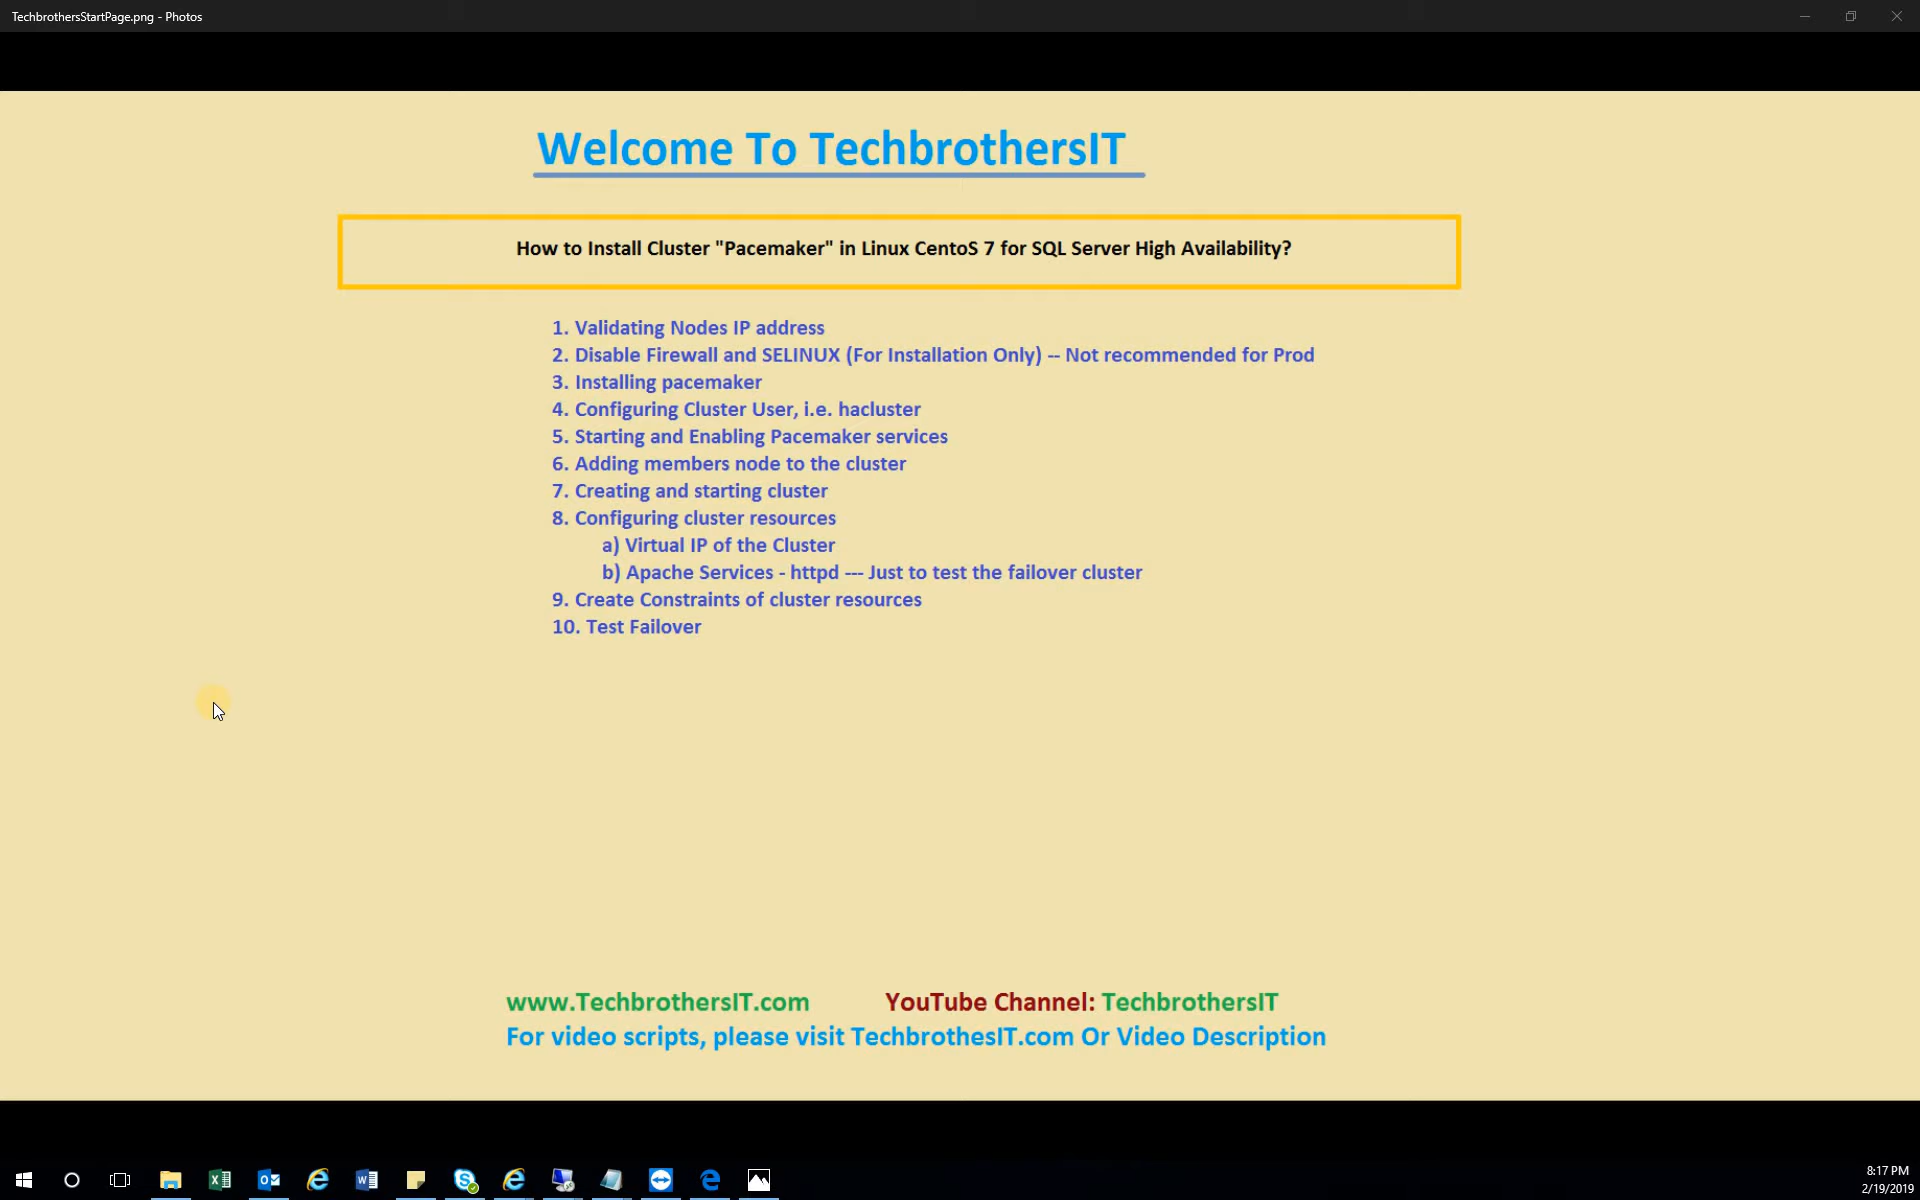 TechbrothersStartPage.png - Photos
Welcome To TechbrothersIT
How to Install Cluster "Pacemaker" in Linux CentoS 7 for SQL Server High Availability?
1. Validating Nodes IP address
2. Disable Firewall and SELINUX (For Installation Only) -- Not recommended for Prod
3. Installing pacemaker
4. Configuring Cluster User, i.e. hacluster
5. Starting and Enabling Pacemaker services
6. Adding members node to the cluster
7. Creating and starting cluster
8. Configuring cluster resources
a) Virtual IP of the Cluster
b) Apache Services - httpd --- Just to test the failover cluster
9. Create Constraints of cluster resources
10. Test Failover
www.TechbrothersIT.com YouTube Channel: TechbrothersIT
For video scripts, please visit TechbrothesIT.com Or Video Description
8:17 PM
2/19/2019